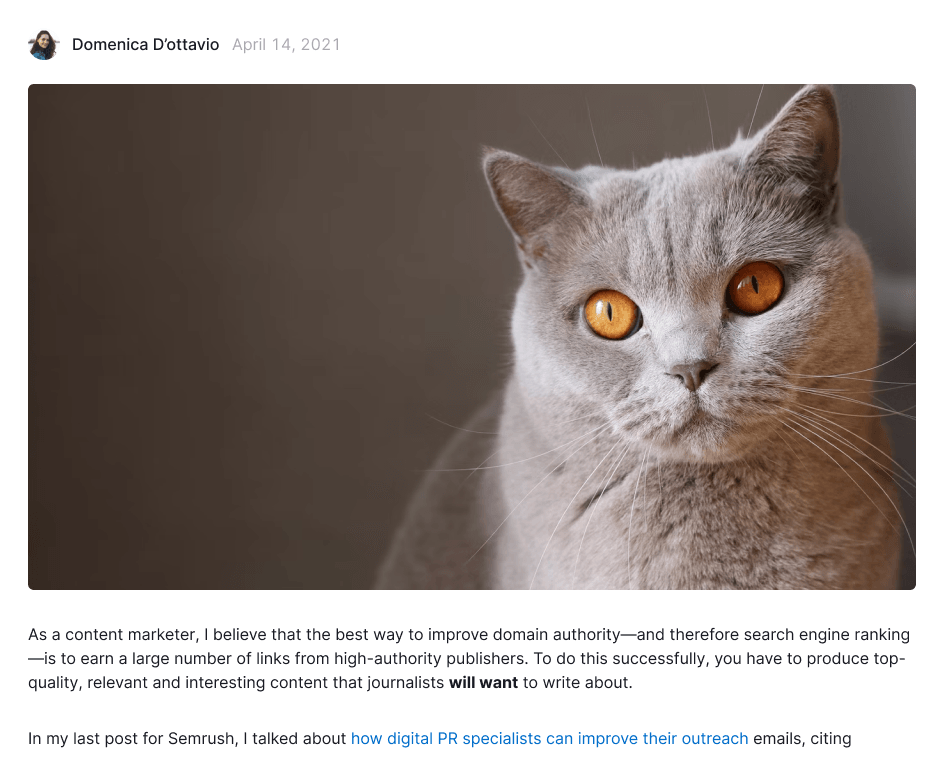 Domenica D’ottavio April 14, 2021
As a content marketer, I believe that the best way to improve domain authority—and therefore search engine ranking
—is to earn a large number of links from high-authority publishers. To do this successfully, you have to produce top-
quality, relevant and interesting content that journalists will want to write about.
In my last post for Semrush, I talked about how digital PR specialists can improve their outreach emails, citing